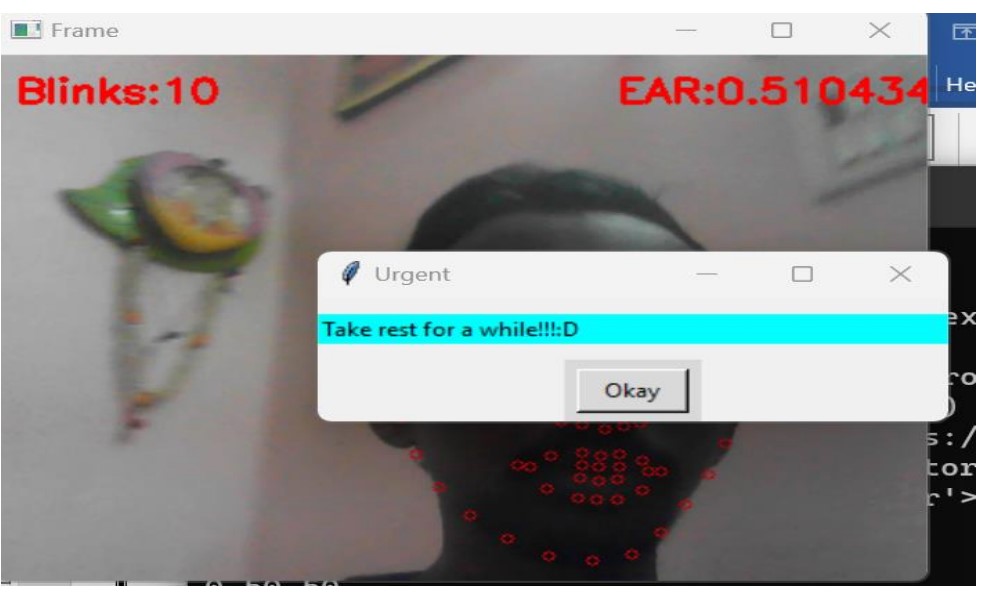 Frame
Blinks:10
EAR:0.510434
He
Urgent
Take rest for a while!!!:D
Okay
ex
ro
)
s:/
tor
r'>